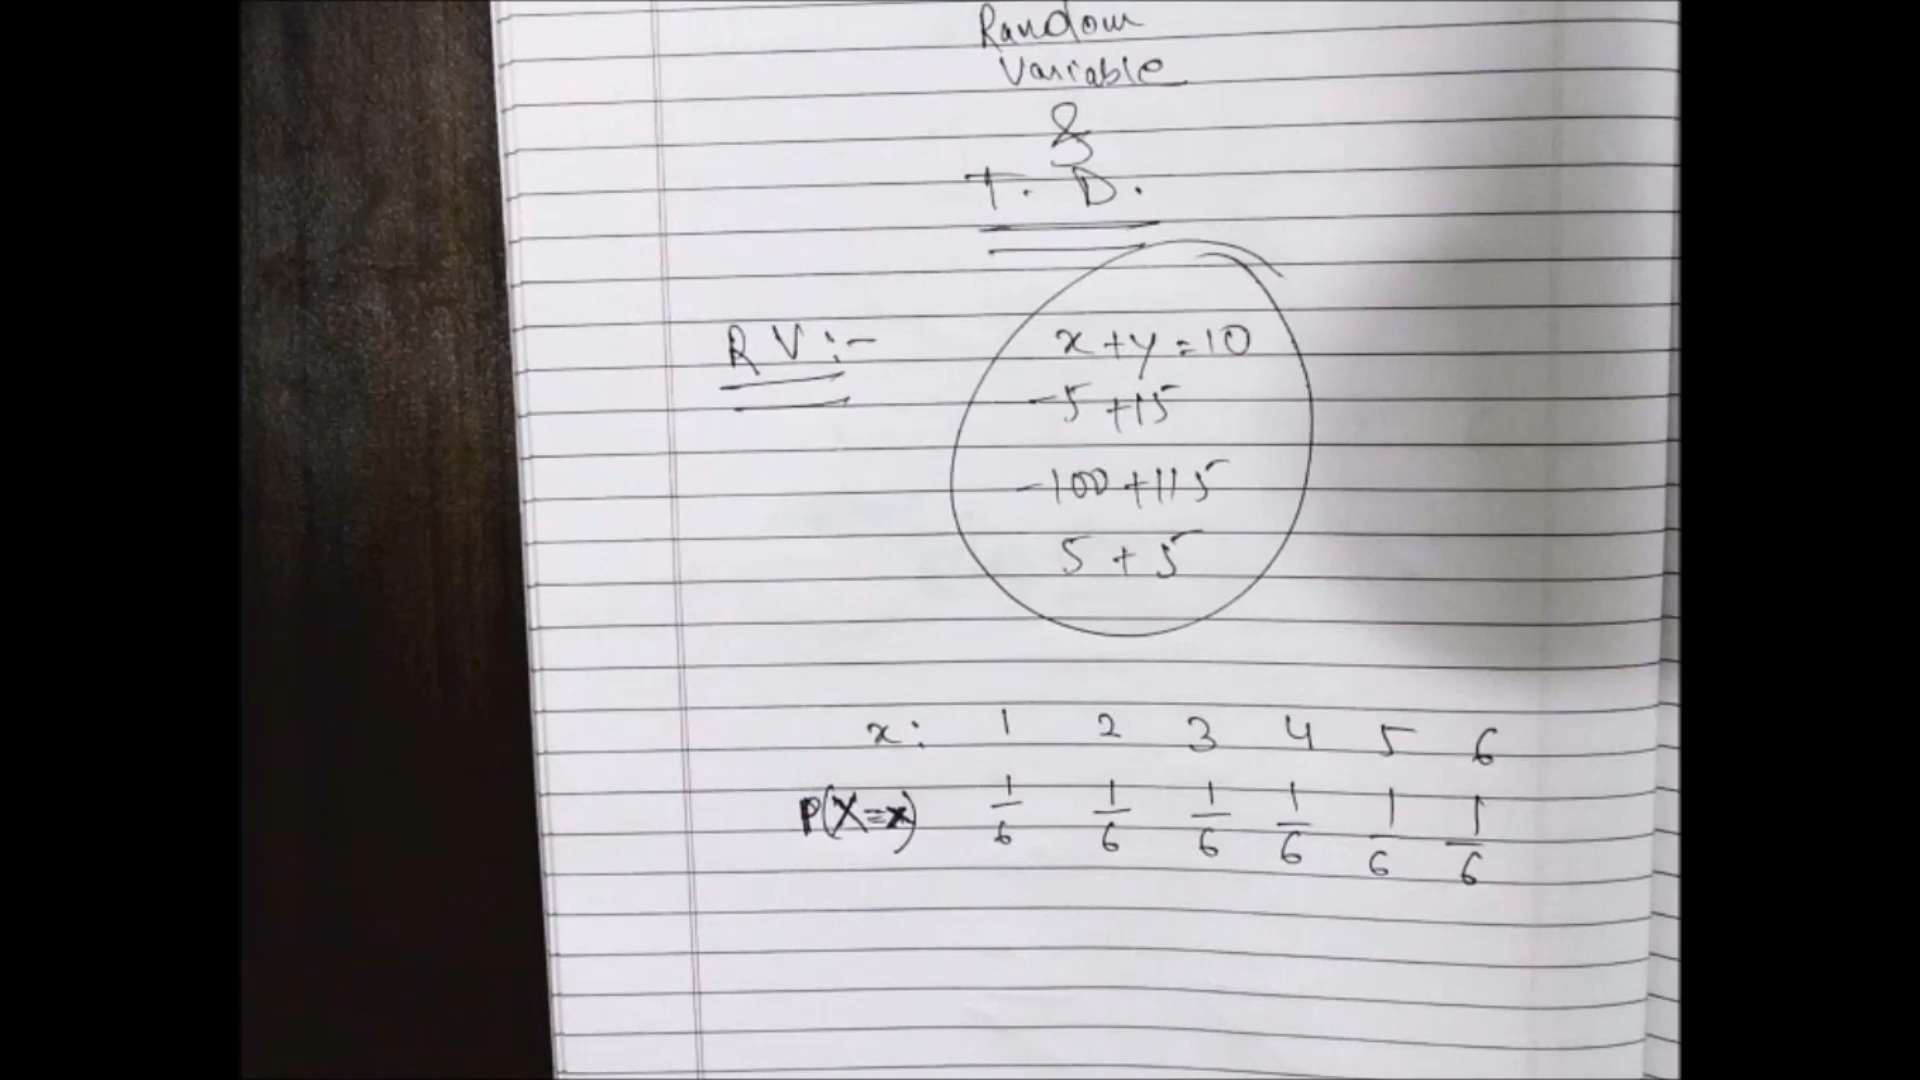 Random
Variable
&
T. D.
R V :-
x + y = 10
-5 + 15
-100 + 115
5 + 5
x: 1 2 3 4 5 6
P(X=x) 1/6 1/6 1/6 1/6 1/6 1/6